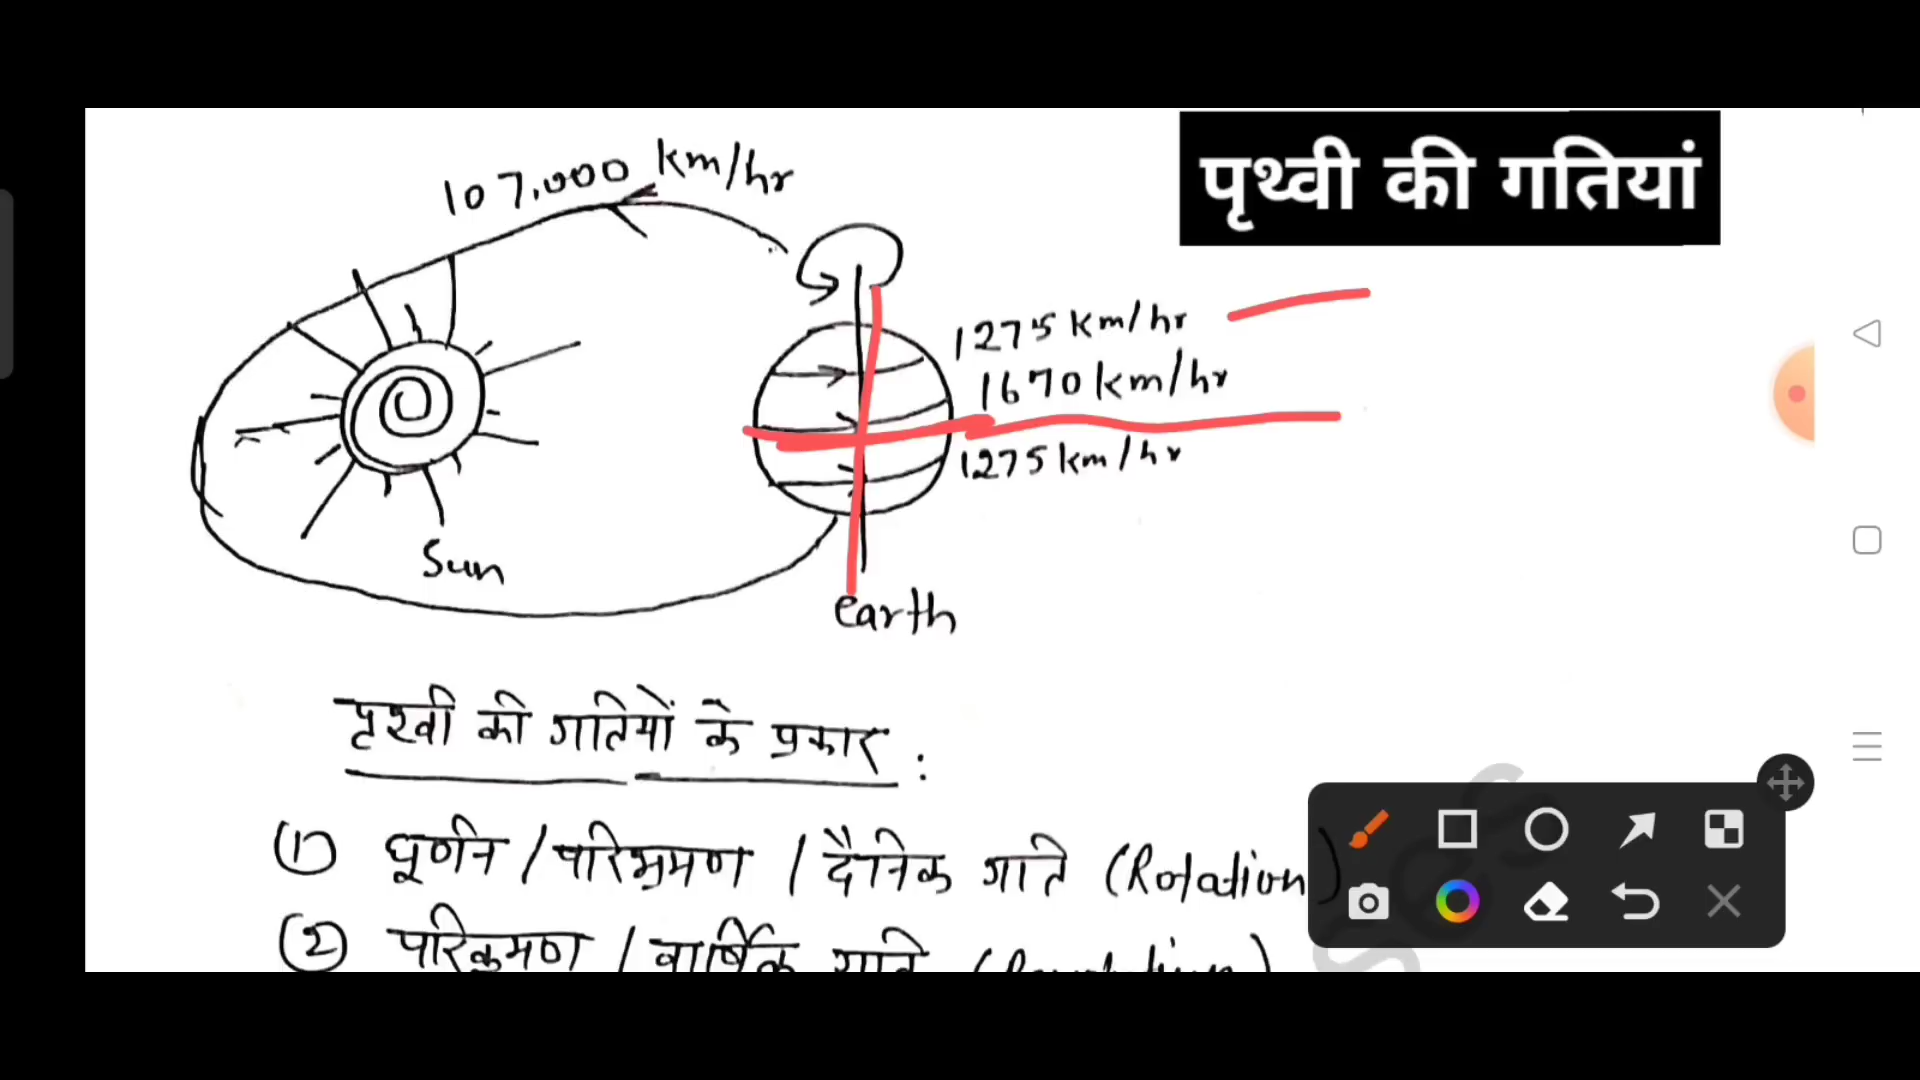 पृथ्वी की गतियां
107,000 km/hr
1275 km/hr
1670 km/hr
1275 km/hr
Sun
earth
पृथ्वी की गतियों के प्रकार :
(1) घूर्णन / परिभ्रमण / दैनिक गति (Rotation)
(2) परिक्रमण / वार्षिक गति